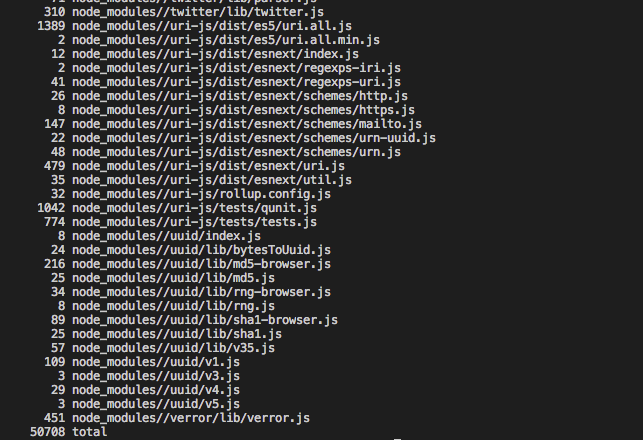 310 node_modules//twitter/lib/twitter.js
1389 node_modules//uri-js/dist/es5/uri.all.js
2 node_modules//uri-js/dist/es5/uri.all.min.js
12 node_modules//uri-js/dist/esnext/index.js
2 node_modules//uri-js/dist/esnext/regexps-iri.js
41 node_modules//uri-js/dist/esnext/regexps-uri.js
26 node_modules//uri-js/dist/esnext/schemes/http.js
8 node_modules//uri-js/dist/esnext/schemes/https.js
147 node_modules//uri-js/dist/esnext/schemes/mailto.js
22 node_modules//uri-js/dist/esnext/schemes/urn-uuid.js
48 node_modules//uri-js/dist/esnext/schemes/urn.js
479 node_modules//uri-js/dist/esnext/uri.js
35 node_modules//uri-js/dist/esnext/util.js
32 node_modules//uri-js/rollup.config.js
1042 node_modules//uri-js/tests/qunit.js
774 node_modules//uri-js/tests/tests.js
8 node_modules//uuid/index.js
24 node_modules//uuid/lib/bytesToUuid.js
216 node_modules//uuid/lib/md5-browser.js
25 node_modules//uuid/lib/md5.js
34 node_modules//uuid/lib/rng-browser.js
8 node_modules//uuid/lib/rng.js
89 node_modules//uuid/lib/sha1-browser.js
25 node_modules//uuid/lib/sha1.js
57 node_modules//uuid/lib/v35.js
109 node_modules//uuid/v1.js
3 node_modules//uuid/v3.js
29 node_modules//uuid/v4.js
3 node_modules//uuid/v5.js
451 node_modules//verror/lib/verror.js
50708 total